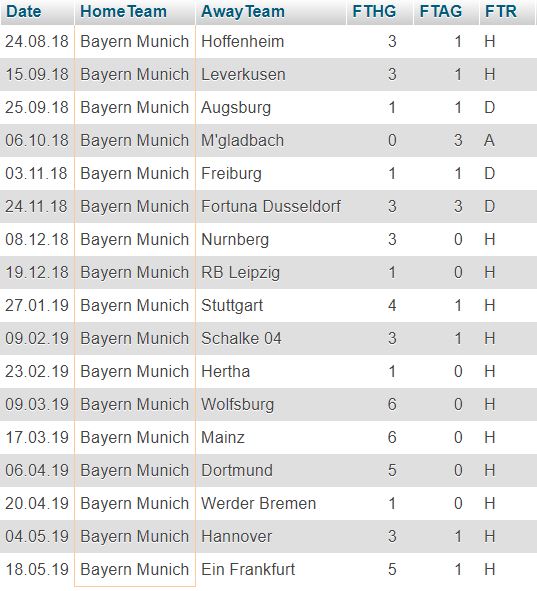 Date HomeTeam AwayTeam FTHG FTAG FTR
24.08.18 Bayern Munich Hoffenheim 3 1 H
15.09.18 Bayern Munich Leverkusen 3 1 H
25.09.18 Bayern Munich Augsburg 1 1 D
06.10.18 Bayern Munich M'gladbach 0 3 A
03.11.18 Bayern Munich Freiburg 1 1 D
24.11.18 Bayern Munich Fortuna Dusseldorf 3 3 D
08.12.18 Bayern Munich Nurnberg 3 0 H
19.12.18 Bayern Munich RB Leipzig 1 0 H
27.01.19 Bayern Munich Stuttgart 4 1 H
09.02.19 Bayern Munich Schalke 04 3 1 H
23.02.19 Bayern Munich Hertha 1 0 H
09.03.19 Bayern Munich Wolfsburg 6 0 H
17.03.19 Bayern Munich Mainz 6 0 H
06.04.19 Bayern Munich Dortmund 5 0 H
20.04.19 Bayern Munich Werder Bremen 1 0 H
04.05.19 Bayern Munich Hannover 3 1 H
18.05.19 Bayern Munich Ein Frankfurt 5 1 H